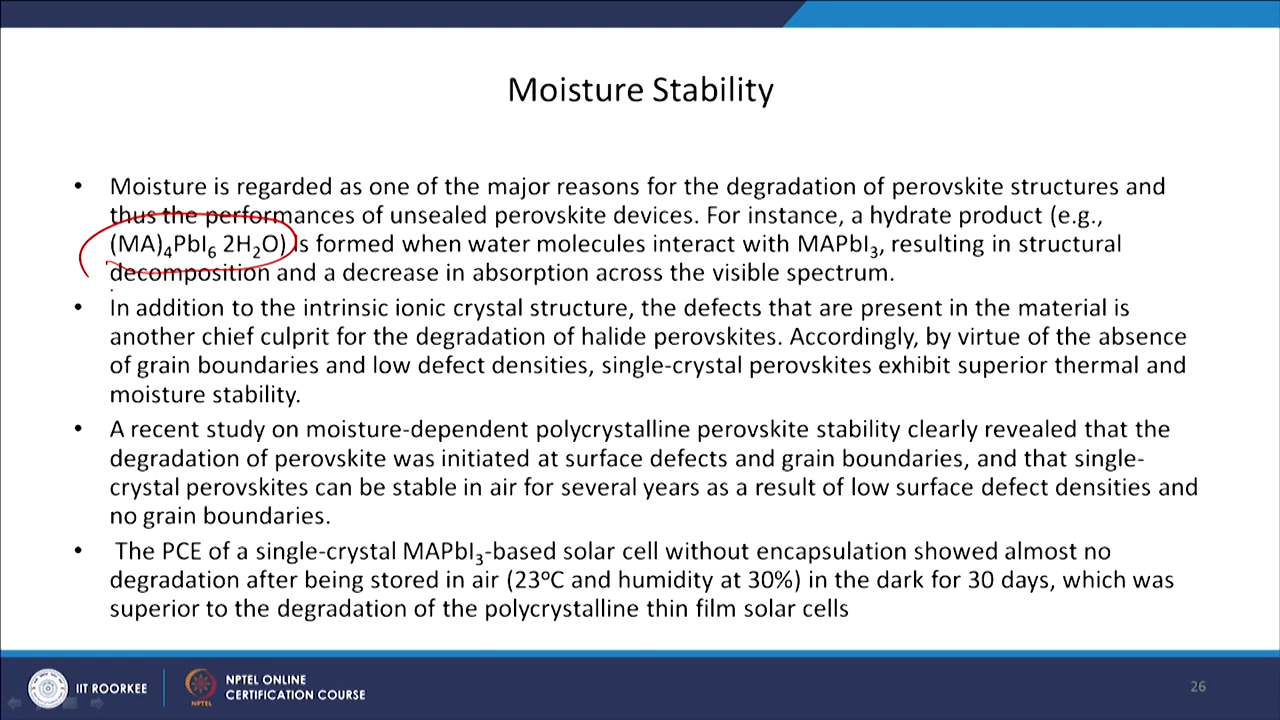 Moisture Stability
• Moisture is regarded as one of the major reasons for the degradation of perovskite structures and
thus the performances of unsealed perovskite devices. For instance, a hydrate product (e.g.,
(MA)₄PbI₆ 2H₂O) is formed when water molecules interact with MAPbI₃, resulting in structural
decomposition and a decrease in absorption across the visible spectrum.
• In addition to the intrinsic ionic crystal structure, the defects that are present in the material is
another chief culprit for the degradation of halide perovskites. Accordingly, by virtue of the absence
of grain boundaries and low defect densities, single-crystal perovskites exhibit superior thermal and
moisture stability.
• A recent study on moisture-dependent polycrystalline perovskite stability clearly revealed that the
degradation of perovskite was initiated at surface defects and grain boundaries, and that single-
crystal perovskites can be stable in air for several years as a result of low surface defect densities and
no grain boundaries.
• The PCE of a single-crystal MAPbI₃-based solar cell without encapsulation showed almost no
degradation after being stored in air (23ᵒC and humidity at 30%) in the dark for 30 days, which was
superior to the degradation of the polycrystalline thin film solar cells
IIT ROORKEE
NPTEL
NPTEL ONLINE
CERTIFICATION COURSE
26